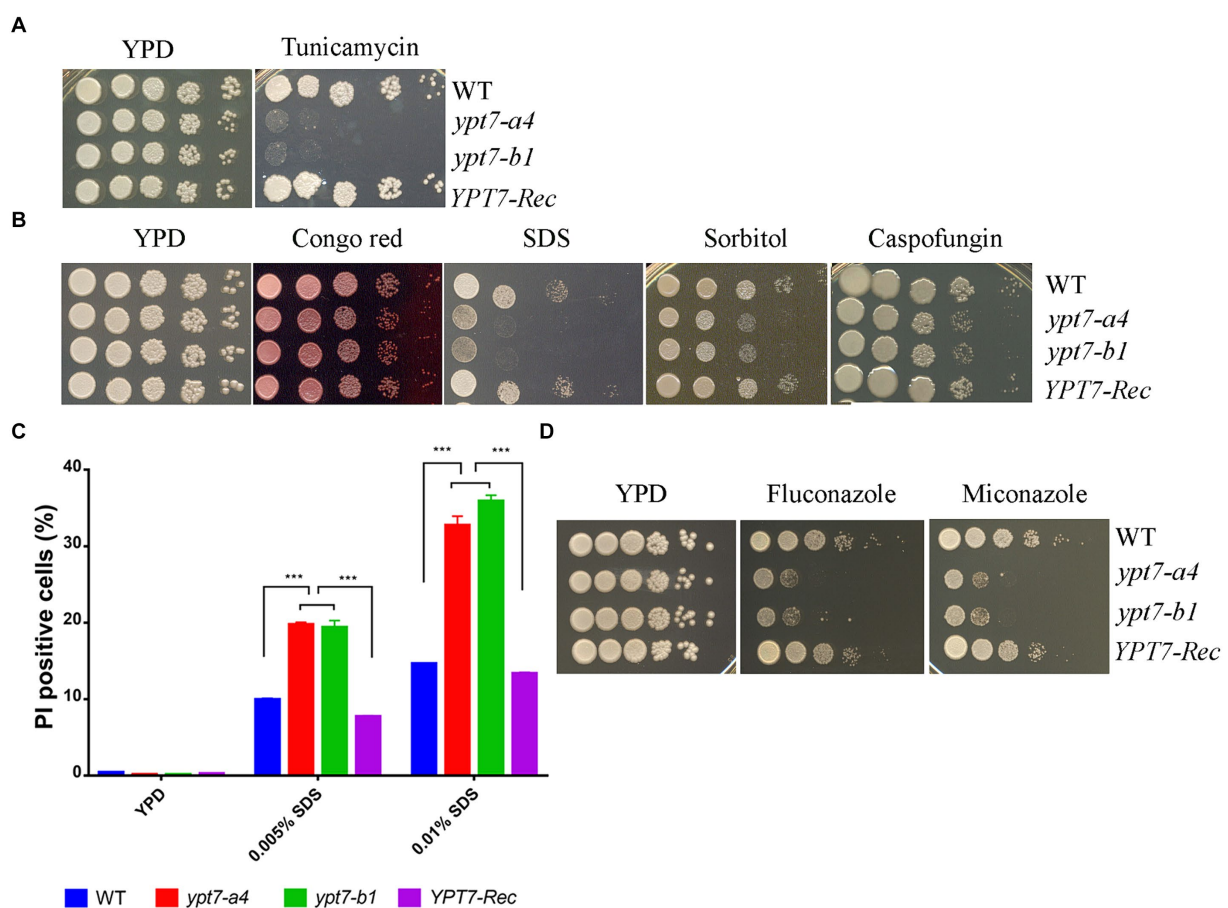 A
YPD Tunicamycin
WT
ypt7-a4
ypt7-b1
YPT7-Rec
B
YPD Congo red SDS Sorbitol Caspofungin
WT
ypt7-a4
ypt7-b1
YPT7-Rec
C
PI positive cells (%)
40
30
20
10
0
*** ***
*** ***
YPD 0.005% SDS 0.01% SDS
WT ypt7-a4 ypt7-b1 YPT7-Rec
D
YPD Fluconazole Miconazole
WT
ypt7-a4
ypt7-b1
YPT7-Rec